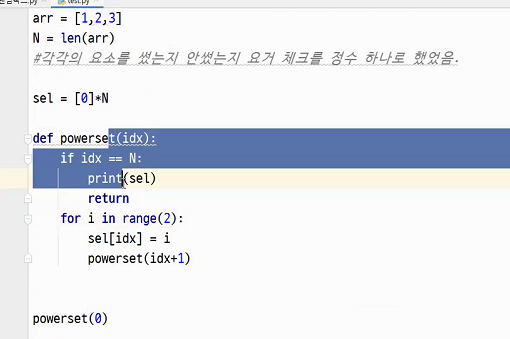 test.py
arr = [1,2,3]
N = len(arr)
#각각의 요소를 썼는지 안썼는지 요거 체크를 정수 하나로 했었음.
sel = [0]*N
def powerset(idx):
if idx == N:
print(sel)
return
for i in range(2):
sel[idx] = i
powerset(idx+1)
powerset(0)